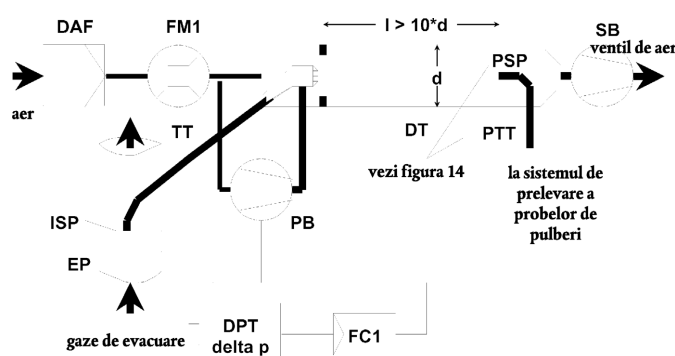 DAF
FM1
l > 10*d
SB
ventil de aer
PSP
d
aer
TT
DT
PTT
vezi figura 14
la sistemul de
prelevare a
probelor de
pulberi
ISP
PB
EP
gaze de evacuare
DPT
delta p
FC1